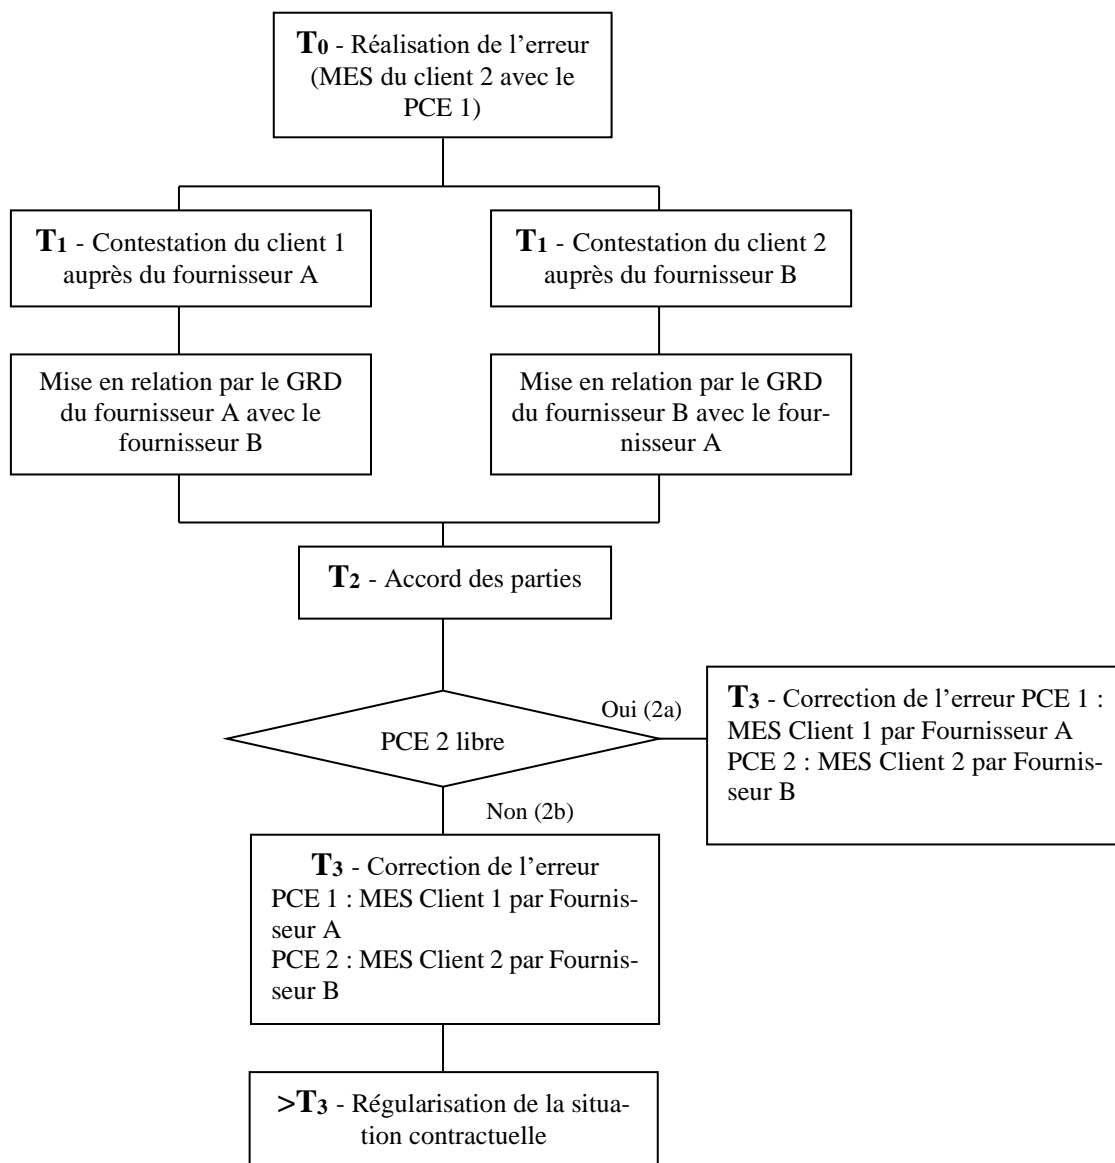 T0 - Réalisation de l’erreur
(MES du client 2 avec le
PCE 1)
T1 - Contestation du client 1
auprès du fournisseur A
T1 - Contestation du client 2
auprès du fournisseur B
Mise en relation par le GRD
du fournisseur A avec le
fournisseur B
Mise en relation par le GRD
du fournisseur B avec le four-
nisseur A
T2 - Accord des parties
PCE 2 libre
Oui (2a)
T3 - Correction de l’erreur PCE 1 :
MES Client 1 par Fournisseur A
PCE 2 : MES Client 2 par Fournis-
seur B
Non (2b)
T3 - Correction de l’erreur
PCE 1 : MES Client 1 par Fournis-
seur A
PCE 2 : MES Client 2 par Fournis-
seur B
>T3 - Régularisation de la situa-
tion contractuelle